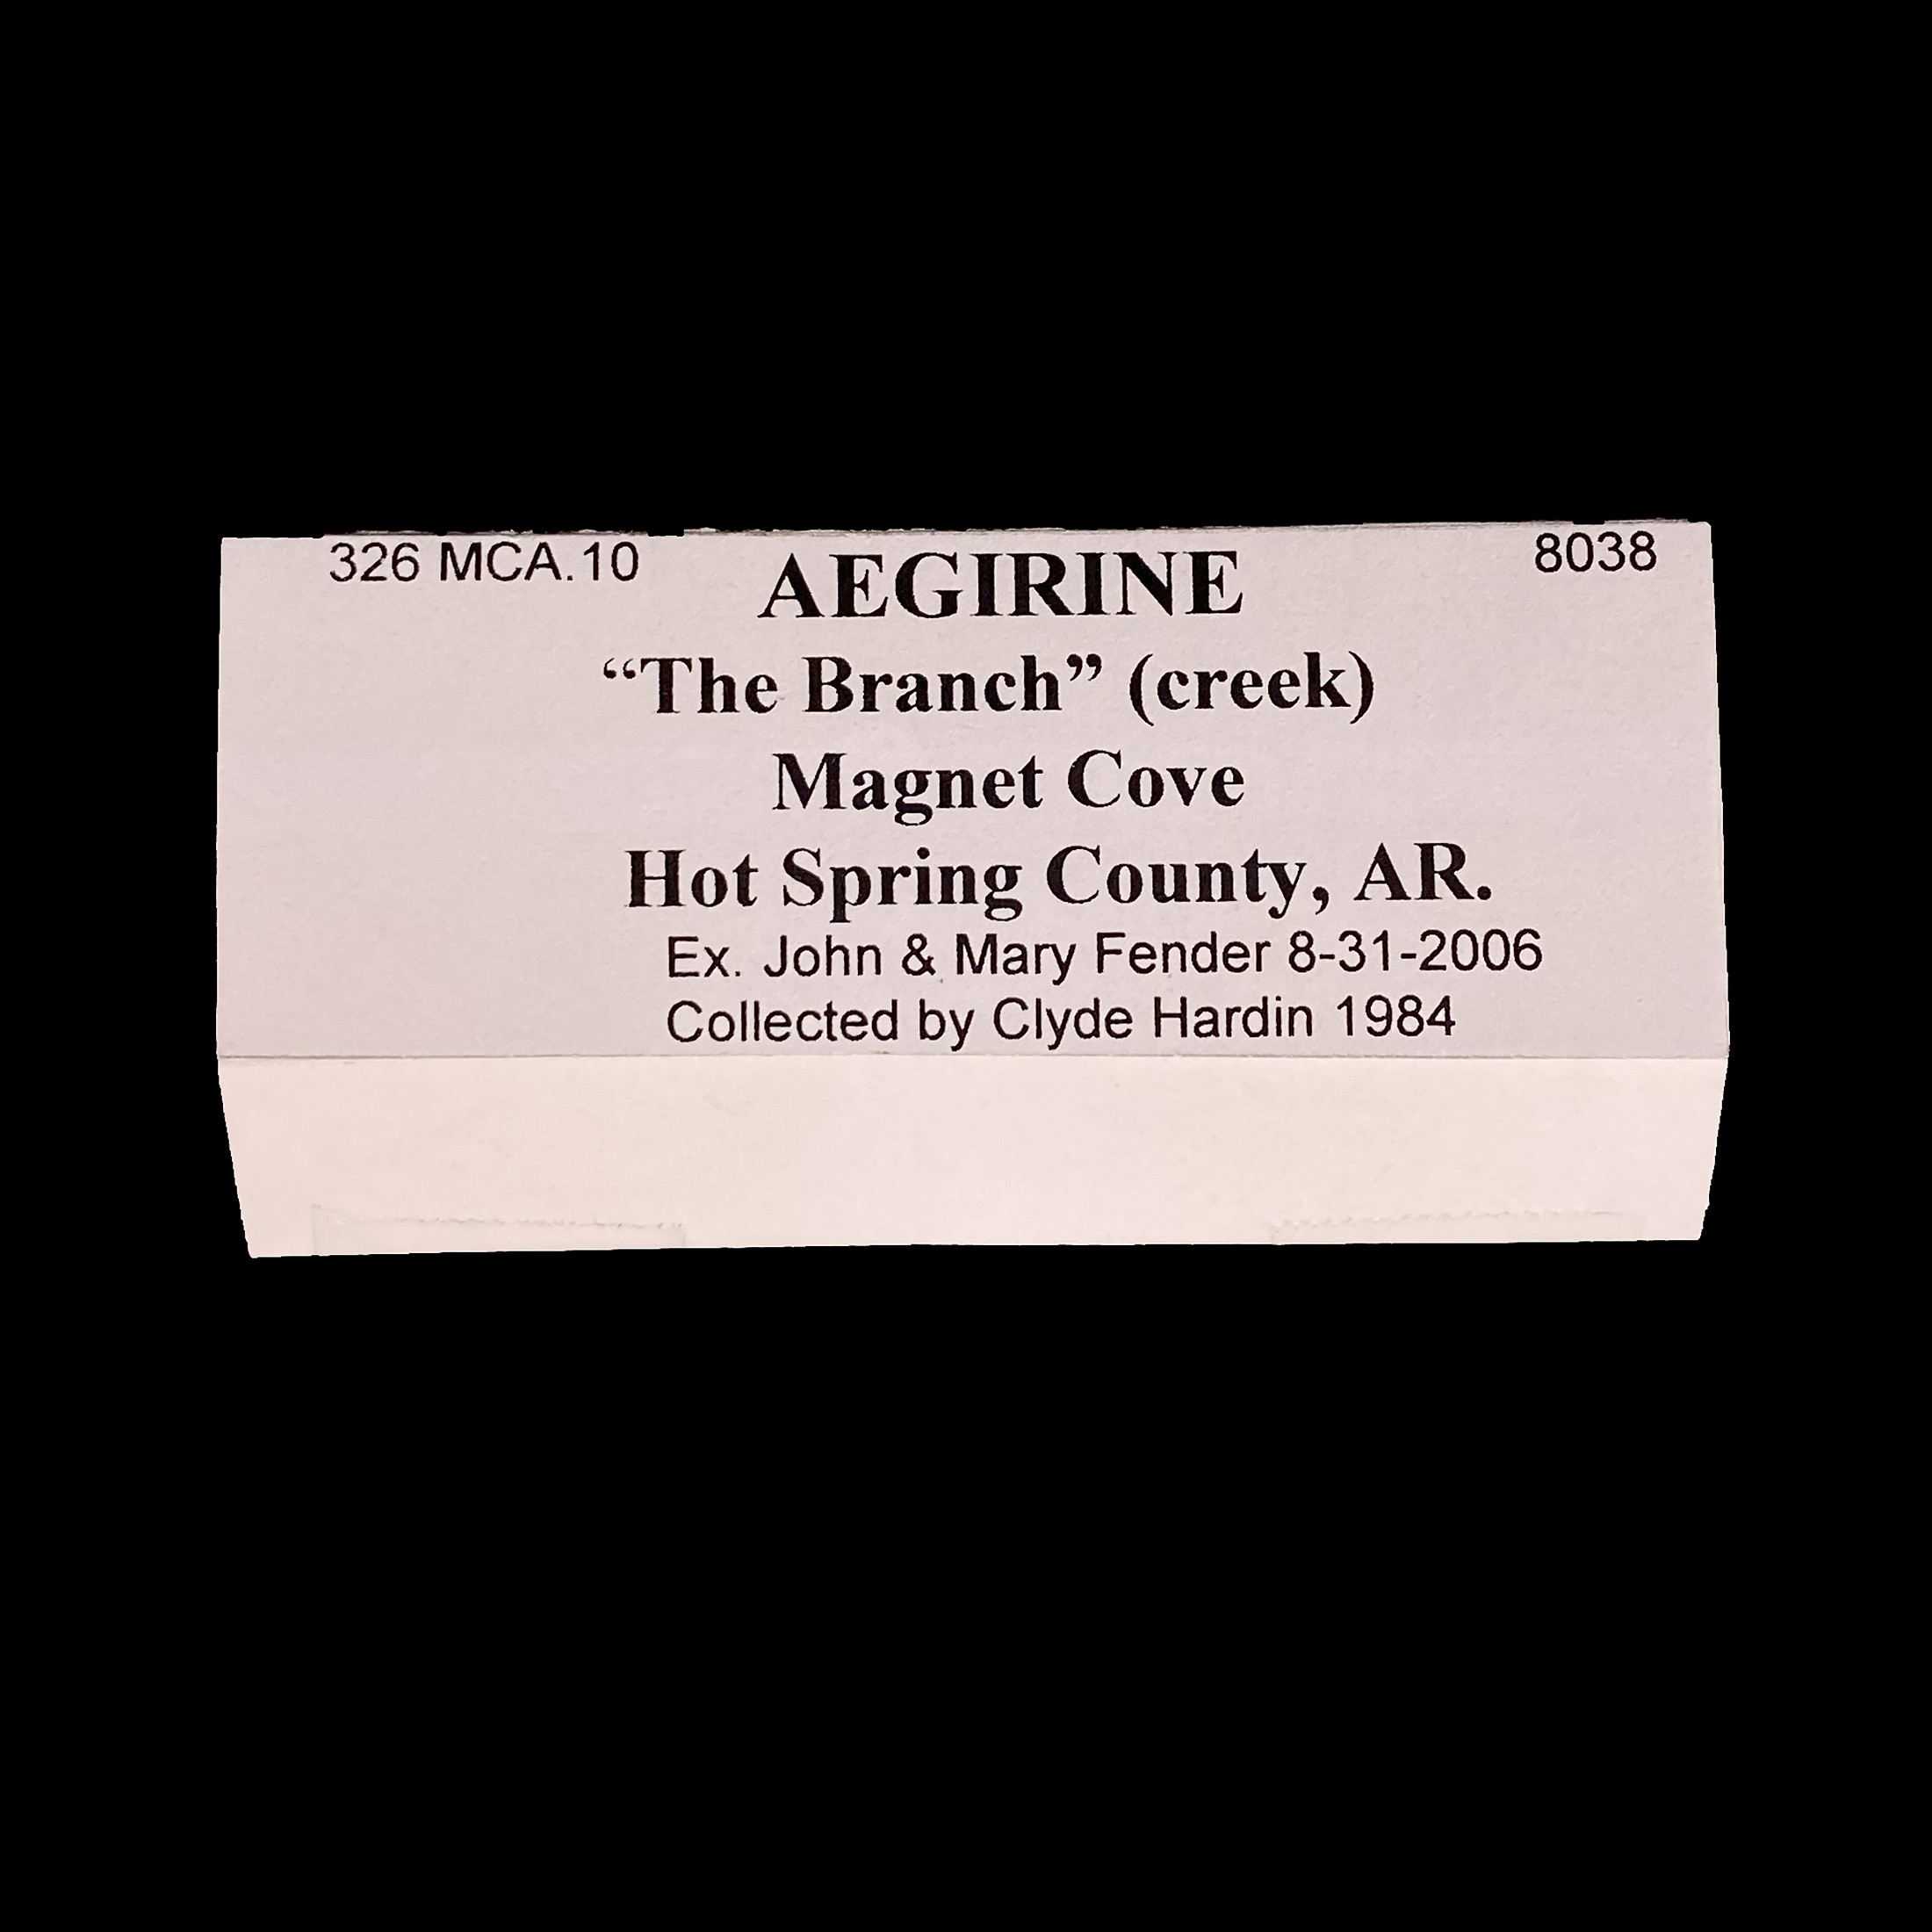 326 MCA.10 AEGIRINE 8038
“The Branch” (creek)
Magnet Cove
Hot Spring County, AR.
Ex. John & Mary Fender 8-31-2006
Collected by Clyde Hardin 1984